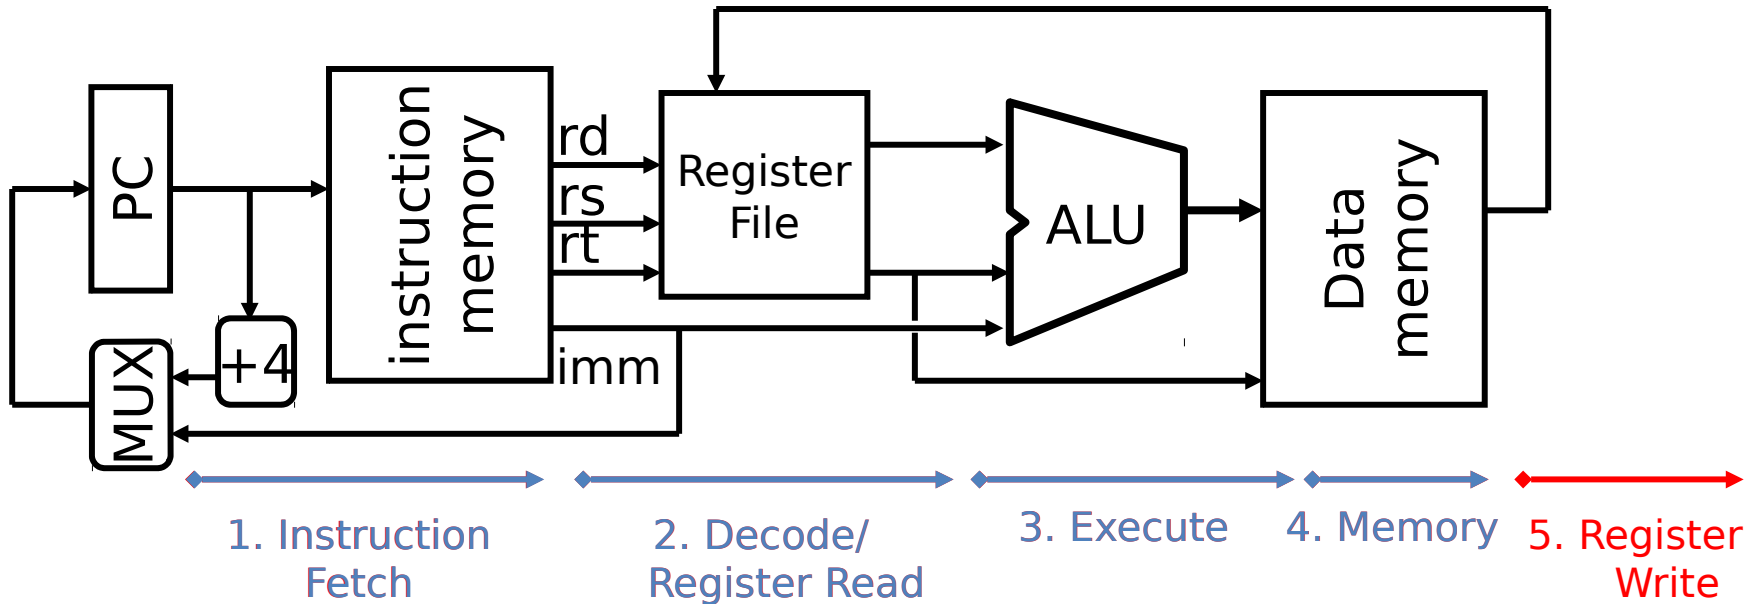 PC
MUX
+4
instruction
memory
rd
rs
rt
imm
Register
File
ALU
Data
memory
1. Instruction
Fetch
2. Decode/
Register Read
3. Execute
4. Memory
5. Register
Write